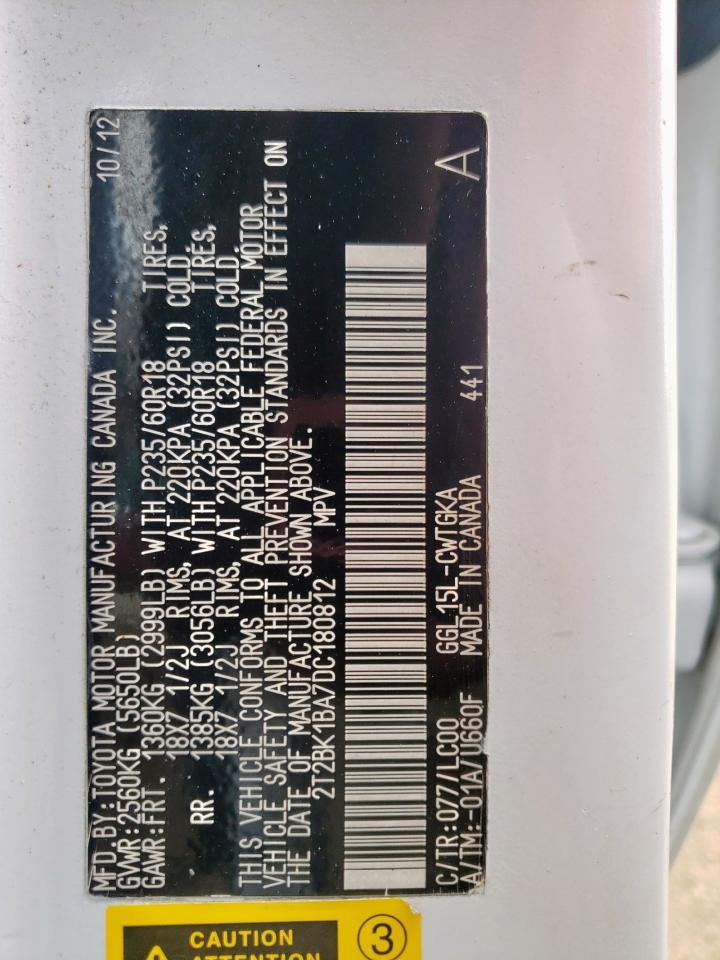 MFD.BY:TOYOTA MOTOR MANUFACTURING CANADA INC. 10/12
GVWR:2560KG (5650LB)
GAWR:FRT. 1360KG (2999LB) WITH P235/60R18 TIRES,
18X7 1/2J RIMS, AT 220KPA (32PSI) COLD.
RR. 1385KG (3056LB) WITH P235/60R18 TIRES,
18X7 1/2J RIMS, AT 220KPA (32PSI) COLD.
THIS VEHICLE CONFORMS TO ALL APPLICABLE FEDERAL MOTOR
VEHICLE SAFETY AND THEFT PREVENTION STANDARDS IN EFFECT ON
THE DATE OF MANUFACTURE SHOWN ABOVE.
2T2BK1BA7DC180812 MPV
A
C/TR:077/LC00 GGL15L-CWTGKA
A/TM:-01A/U660F MADE IN CANADA 441
CAUTION
ATTENTION
3